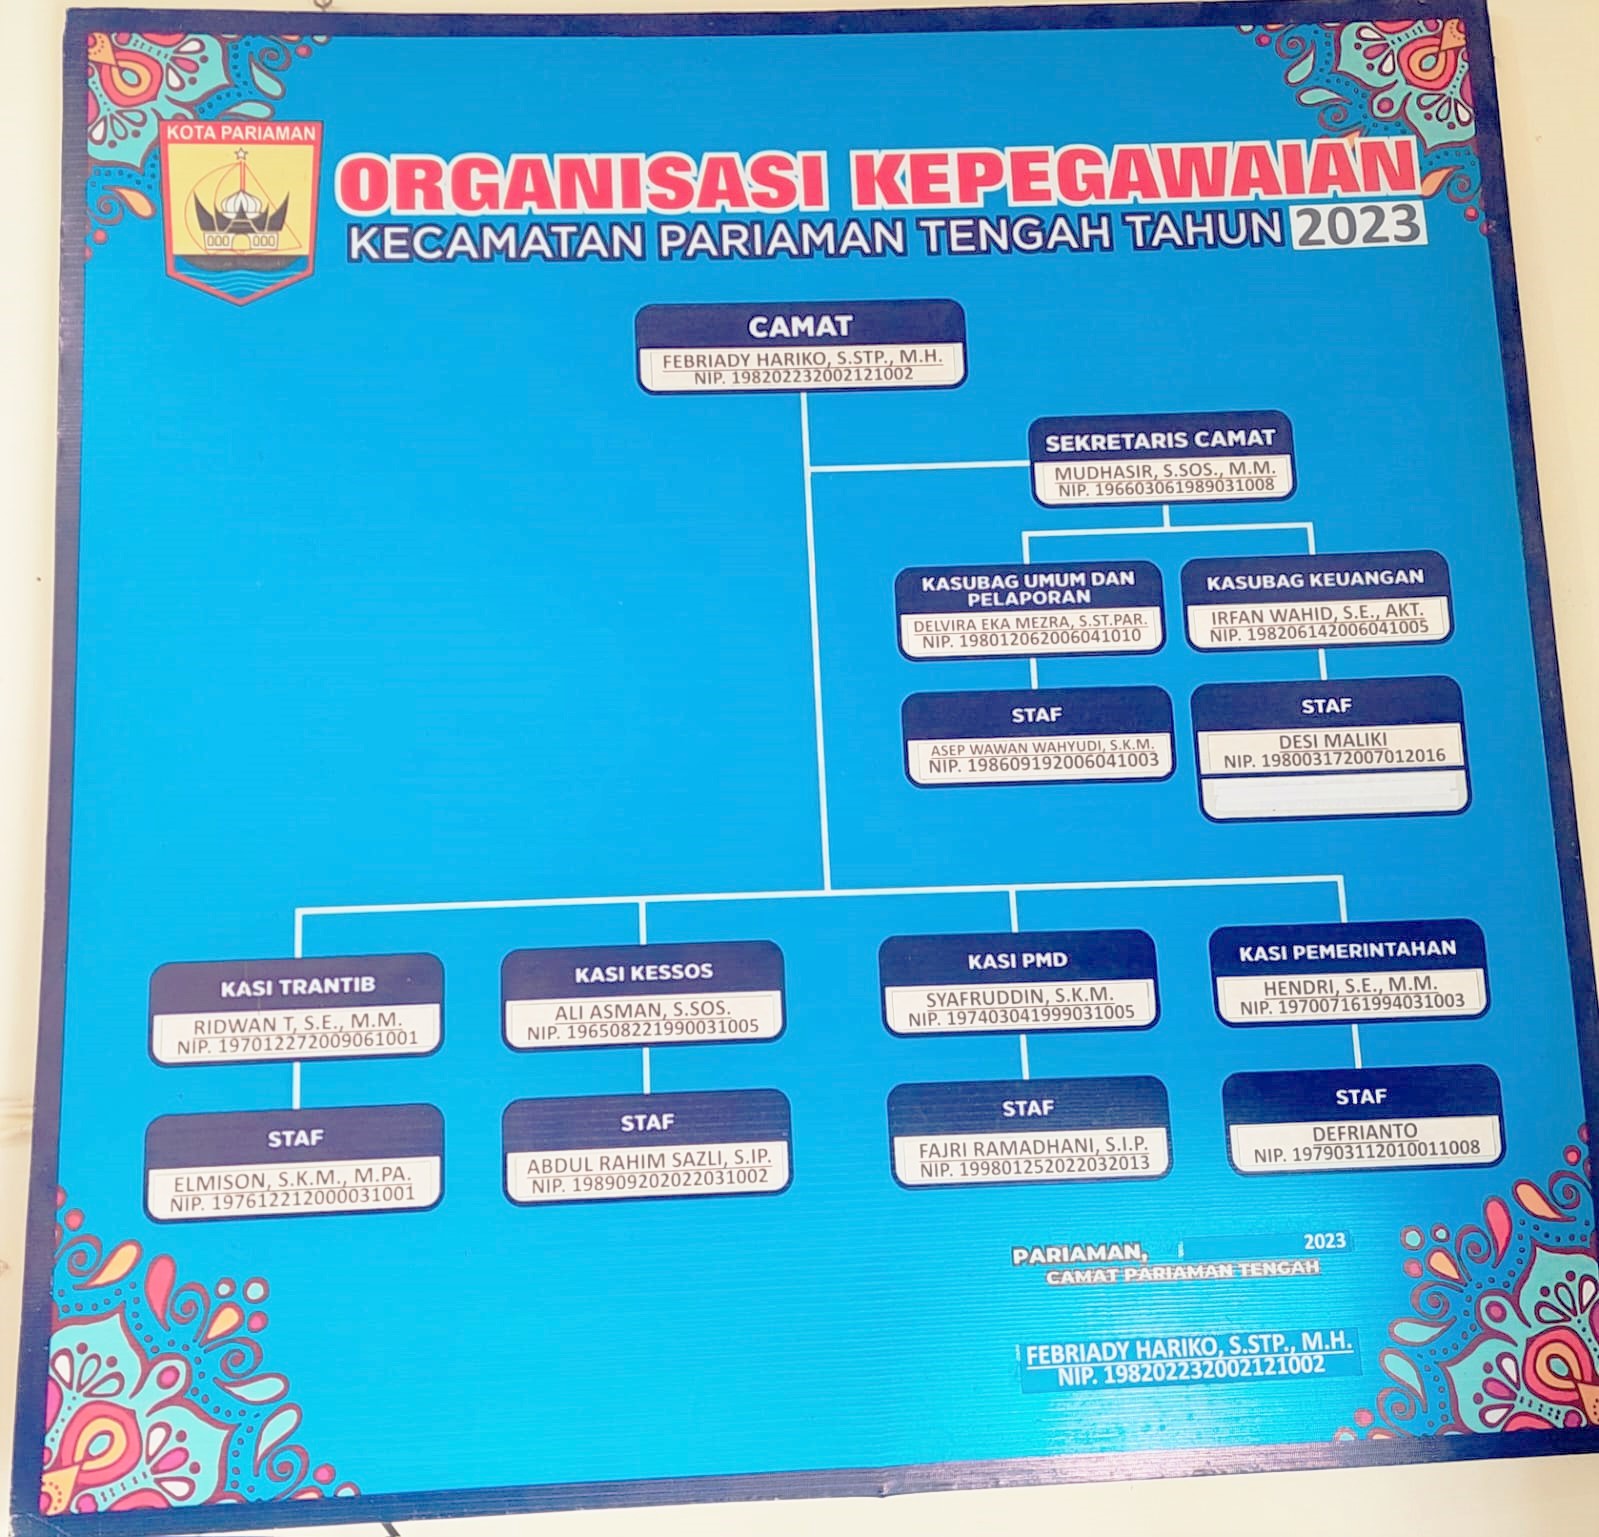 KOTA PARIAMAN
ORGANISASI KEPEGAWAIAN
KECAMATAN PARIAMAN TENGAH TAHUN 2023
CAMAT
FEBRIADY HARIKO, S.STP., M.H.
NIP. 198202232002121002
SEKRETARIS CAMAT
MUDHASIR, S.SOS., M.M.
NIP. 196603061989031008
KASUBAG UMUM DAN
PELAPORAN
DELVIRA EKA MEZRA, S.ST.PAR.
NIP. 198012062006041010
KASUBAG KEUANGAN
IRFAN WAHID, S.E., AKT.
NIP. 198206142006041005
STAF
ASEP WAWAN WAHYUDI, S.K.M.
NIP. 198609192006041003
STAF
DESI MALIKI
NIP. 198003172007012016
KASI TRANTIB
RIDWAN T, S.E., M.M.
NIP. 197012272009061001
KASI KESSOS
ALI ASMAN, S.SOS.
NIP. 196508221990031005
KASI PMD
SYAFRUDDIN, S.K.M.
NIP. 197403041999031005
KASI PEMERINTAHAN
HENDRI, S.E., M.M.
NIP. 197007161994031003
STAF
ELMISON, S.K.M., M.PA.
NIP. 197612212000031001
STAF
ABDUL RAHIM SAZLI, S.IP.
NIP. 198909202022031002
STAF
FAJRI RAMADHANI, S.I.P.
NIP. 199801252022032013
STAF
DEFRIANTO
NIP. 197903112010011008
PARIAMAN, 2023
CAMAT PARIAMAN TENGAH
FEBRIADY HARIKO, S.STP., M.H.
NIP. 198202232002121002